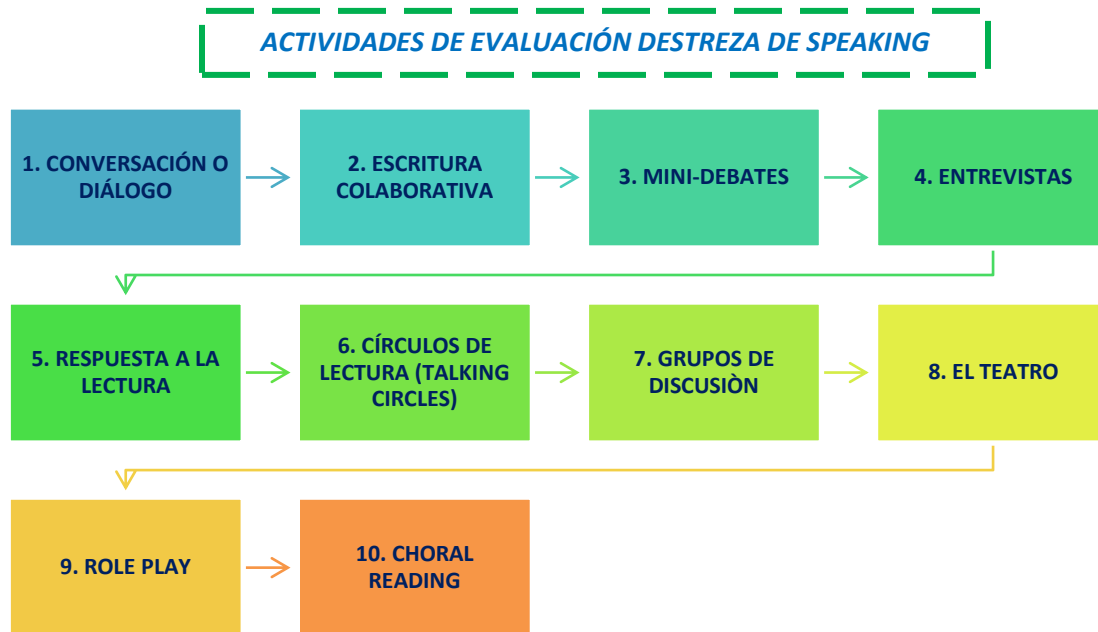 ACTIVIDADES DE EVALUACIÓN DESTREZA DE SPEAKING
1. CONVERSACIÓN O
DIÁLOGO
2. ESCRITURA
COLABORATIVA
3. MINI-DEBATES
4. ENTREVISTAS
5. RESPUESTA A LA
LECTURA
6. CÍRCULOS DE
LECTURA (TALKING
CIRCLES)
7. GRUPOS DE
DISCUSIÒN
8. EL TEATRO
9. ROLE PLAY
10. CHORAL
READING